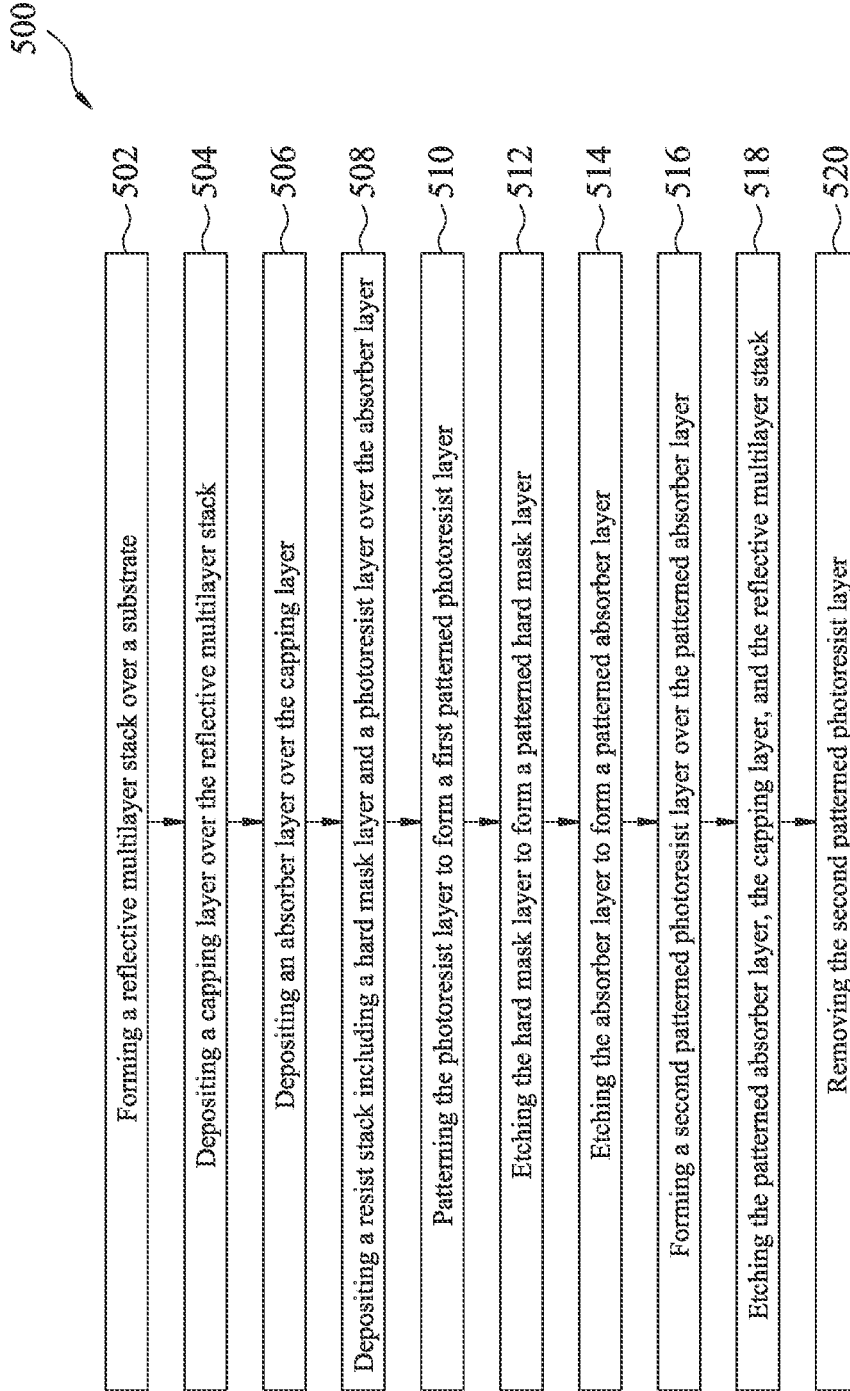 500
Forming a reflective multilayer stack over a substrate 502
Depositing a capping layer over the reflective multilayer stack 504
Depositing an absorber layer over the capping layer 506
Depositing a resist stack including a hard mask layer and a photoresist layer over the absorber layer 508
Patterning the photoresist layer to form a first patterned photoresist layer 510
Etching the hard mask layer to form a patterned hard mask layer 512
Etching the absorber layer to form a patterned absorber layer 514
Forming a second patterned photoresist layer over the patterned absorber layer 516
Etching the patterned absorber layer, the capping layer, and the reflective multilayer stack 518
Removing the second patterned photoresist layer 520